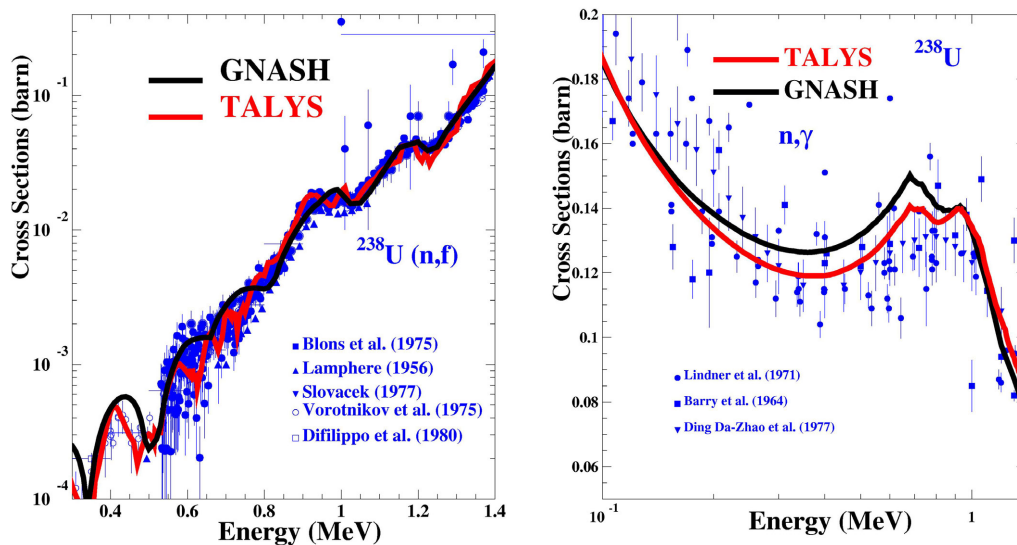 GNASH
TALYS
²³⁸U (n,f)
Blons et al. (1975)
Lamphere (1956)
Slovacek (1977)
Vorotnikov et al. (1975)
Difilippo et al. (1980)
Cross Sections (barn)
10⁻¹
10⁻²
10⁻³
10⁻⁴
0.4 0.6 0.8 1 1.2 1.4
Energy (MeV)
TALYS
GNASH
²³⁸U
n,γ
Lindner et al. (1971)
Barry et al. (1964)
Ding Da-Zhao et al. (1977)
Cross Sections (barn)
0.2
0.18
0.16
0.14
0.12
0.1
0.08
0.06
10⁻¹ 1
Energy (MeV)